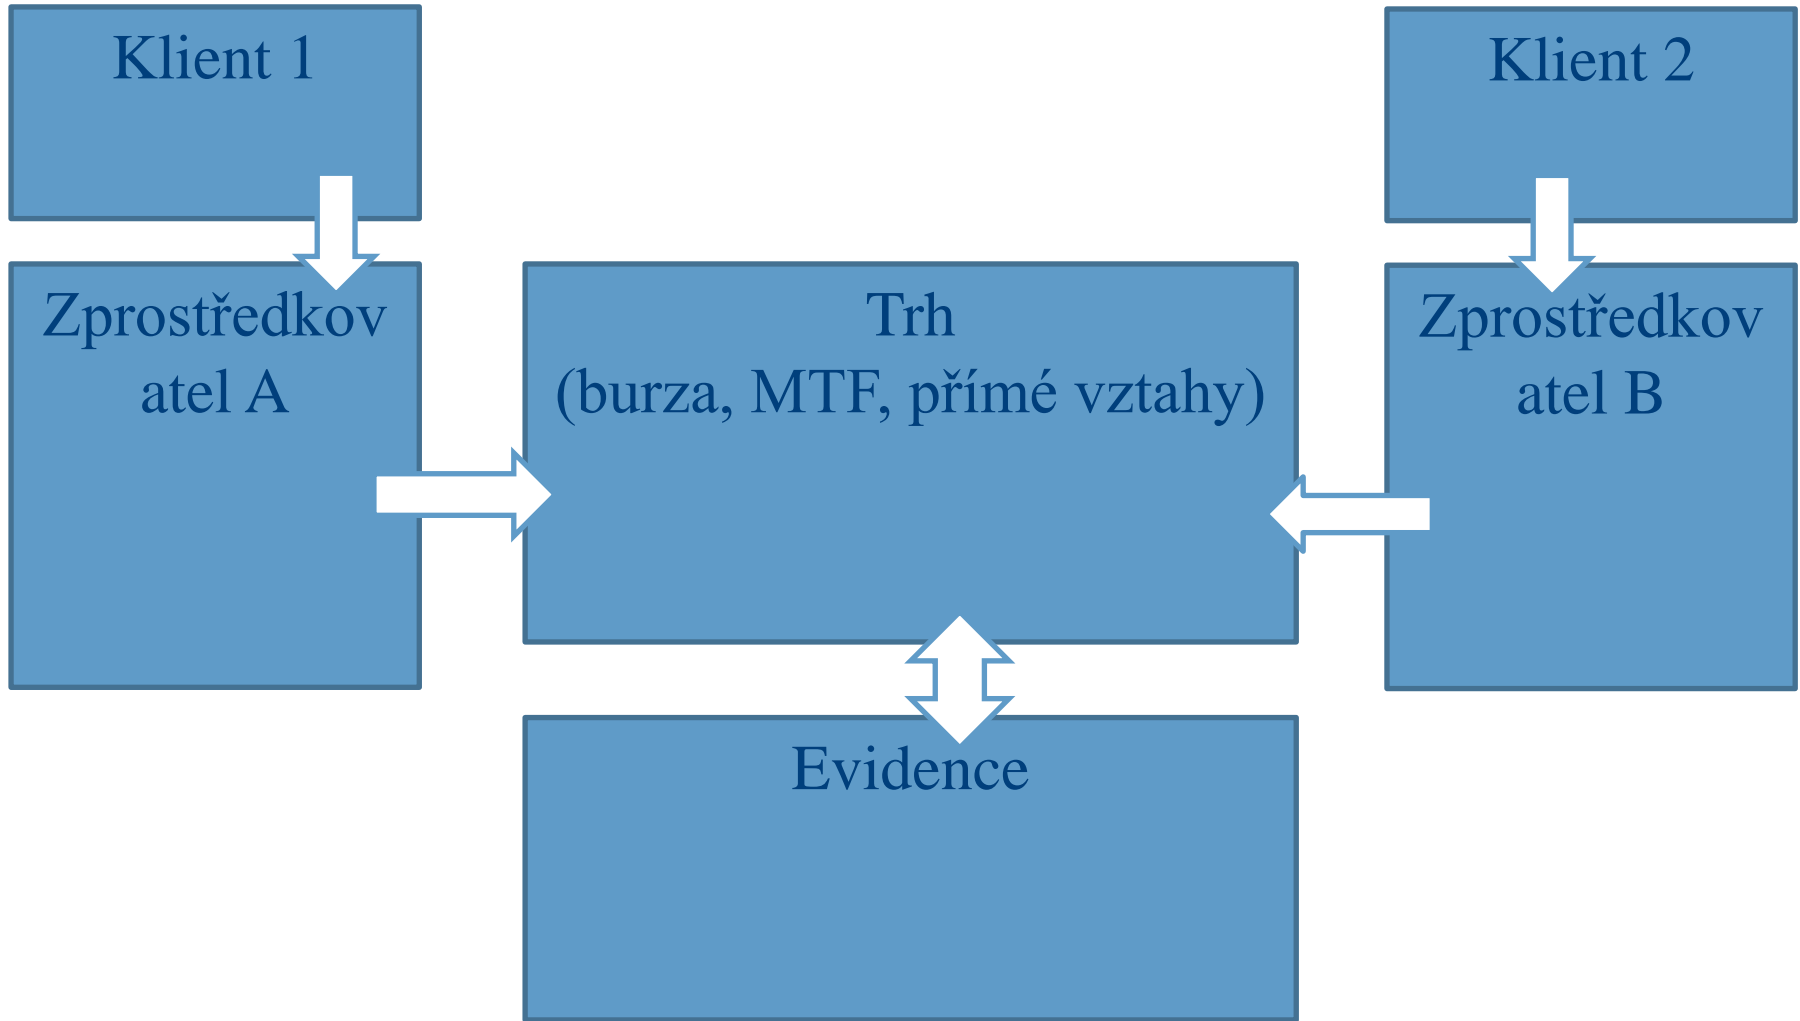 Klient 1
Klient 2
Zprostředkov
atel A
Trh
(burza, MTF, přímé vztahy)
Zprostředkov
atel B
Evidence